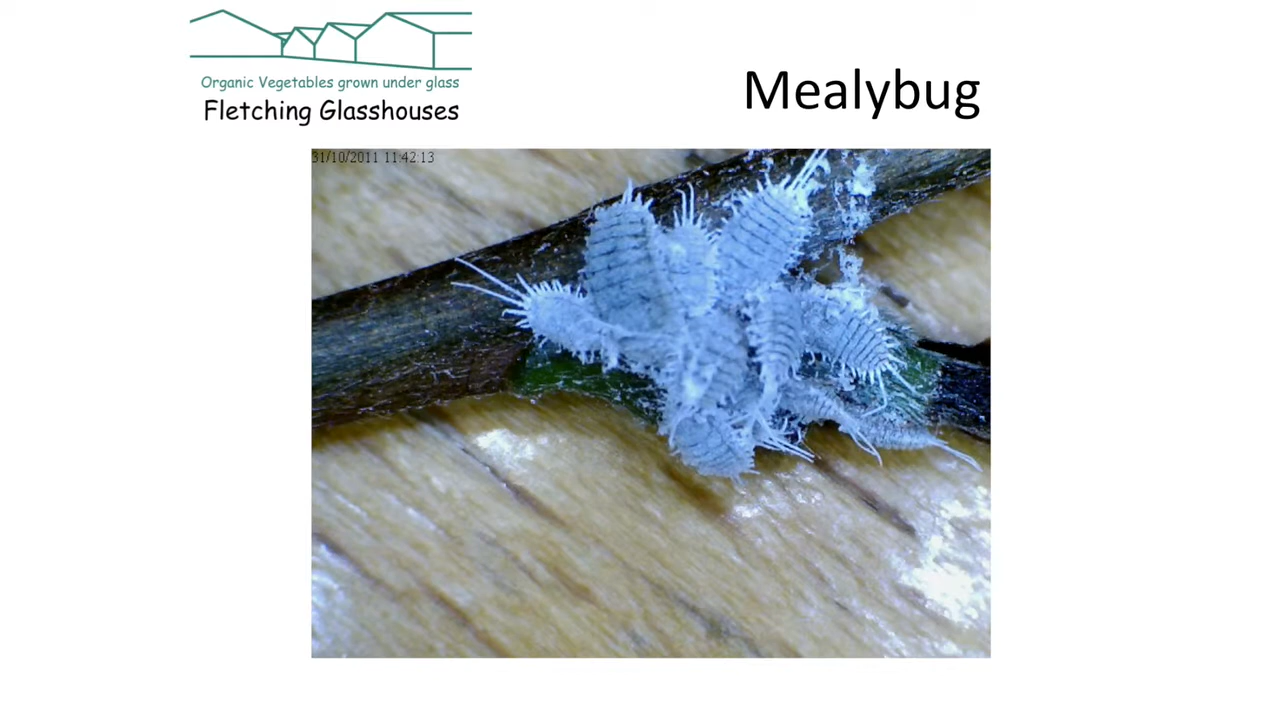 Organic Vegetables grown under glass
Fletching Glasshouses
Mealybug
31/10/2011 11:42:13